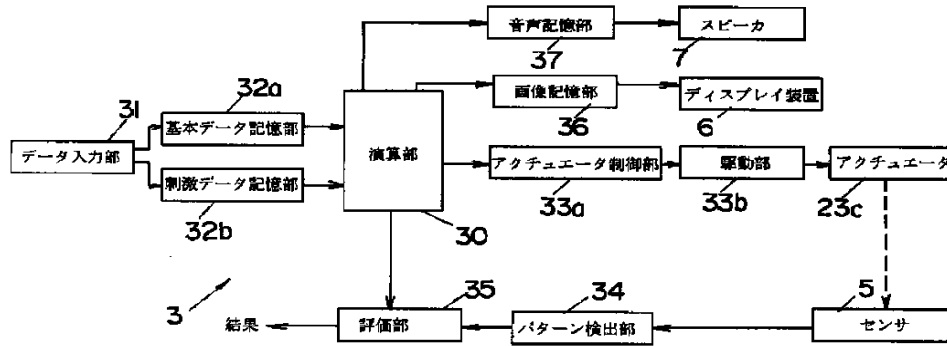 音声記憶部
スピーカ
37
7
32a
画像記憶部
ディスプレイ装置
31
36
6
基本データ記憶部
データ入力部
演算部
アクチュエータ制御部
駆動部
アクチュエータ
刺激データ記憶部
33a
33b
23c
32b
30
35
34
5
3
結果
評価部
パターン検出部
センサ